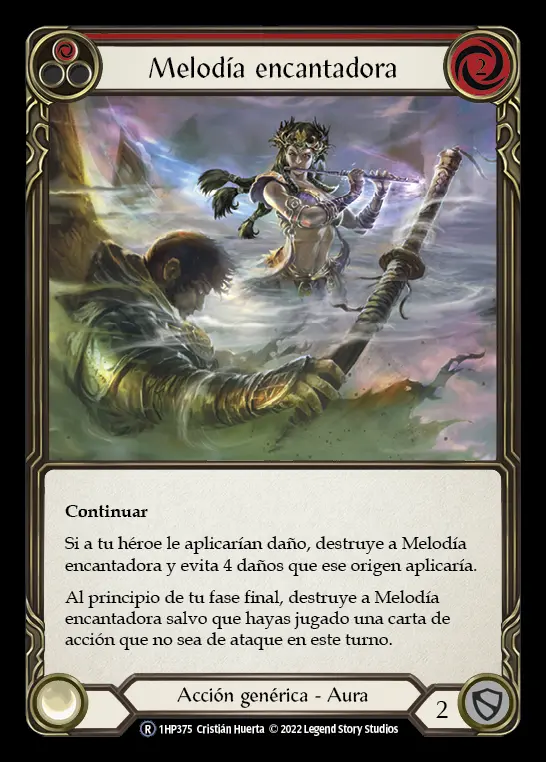 Melodía encantadora
2
Continuar
Si a tu héroe le aplicarían daño, destruye a Melodía
encantadora y evita 4 daños que ese origen aplicaría.
Al principio de tu fase final, destruye a Melodía
encantadora salvo que hayas jugado una carta de
acción que no sea de ataque en este turno.
Acción genérica - Aura
2
R 1HP375 Cristián Huerta © 2022 Legend Story Studios